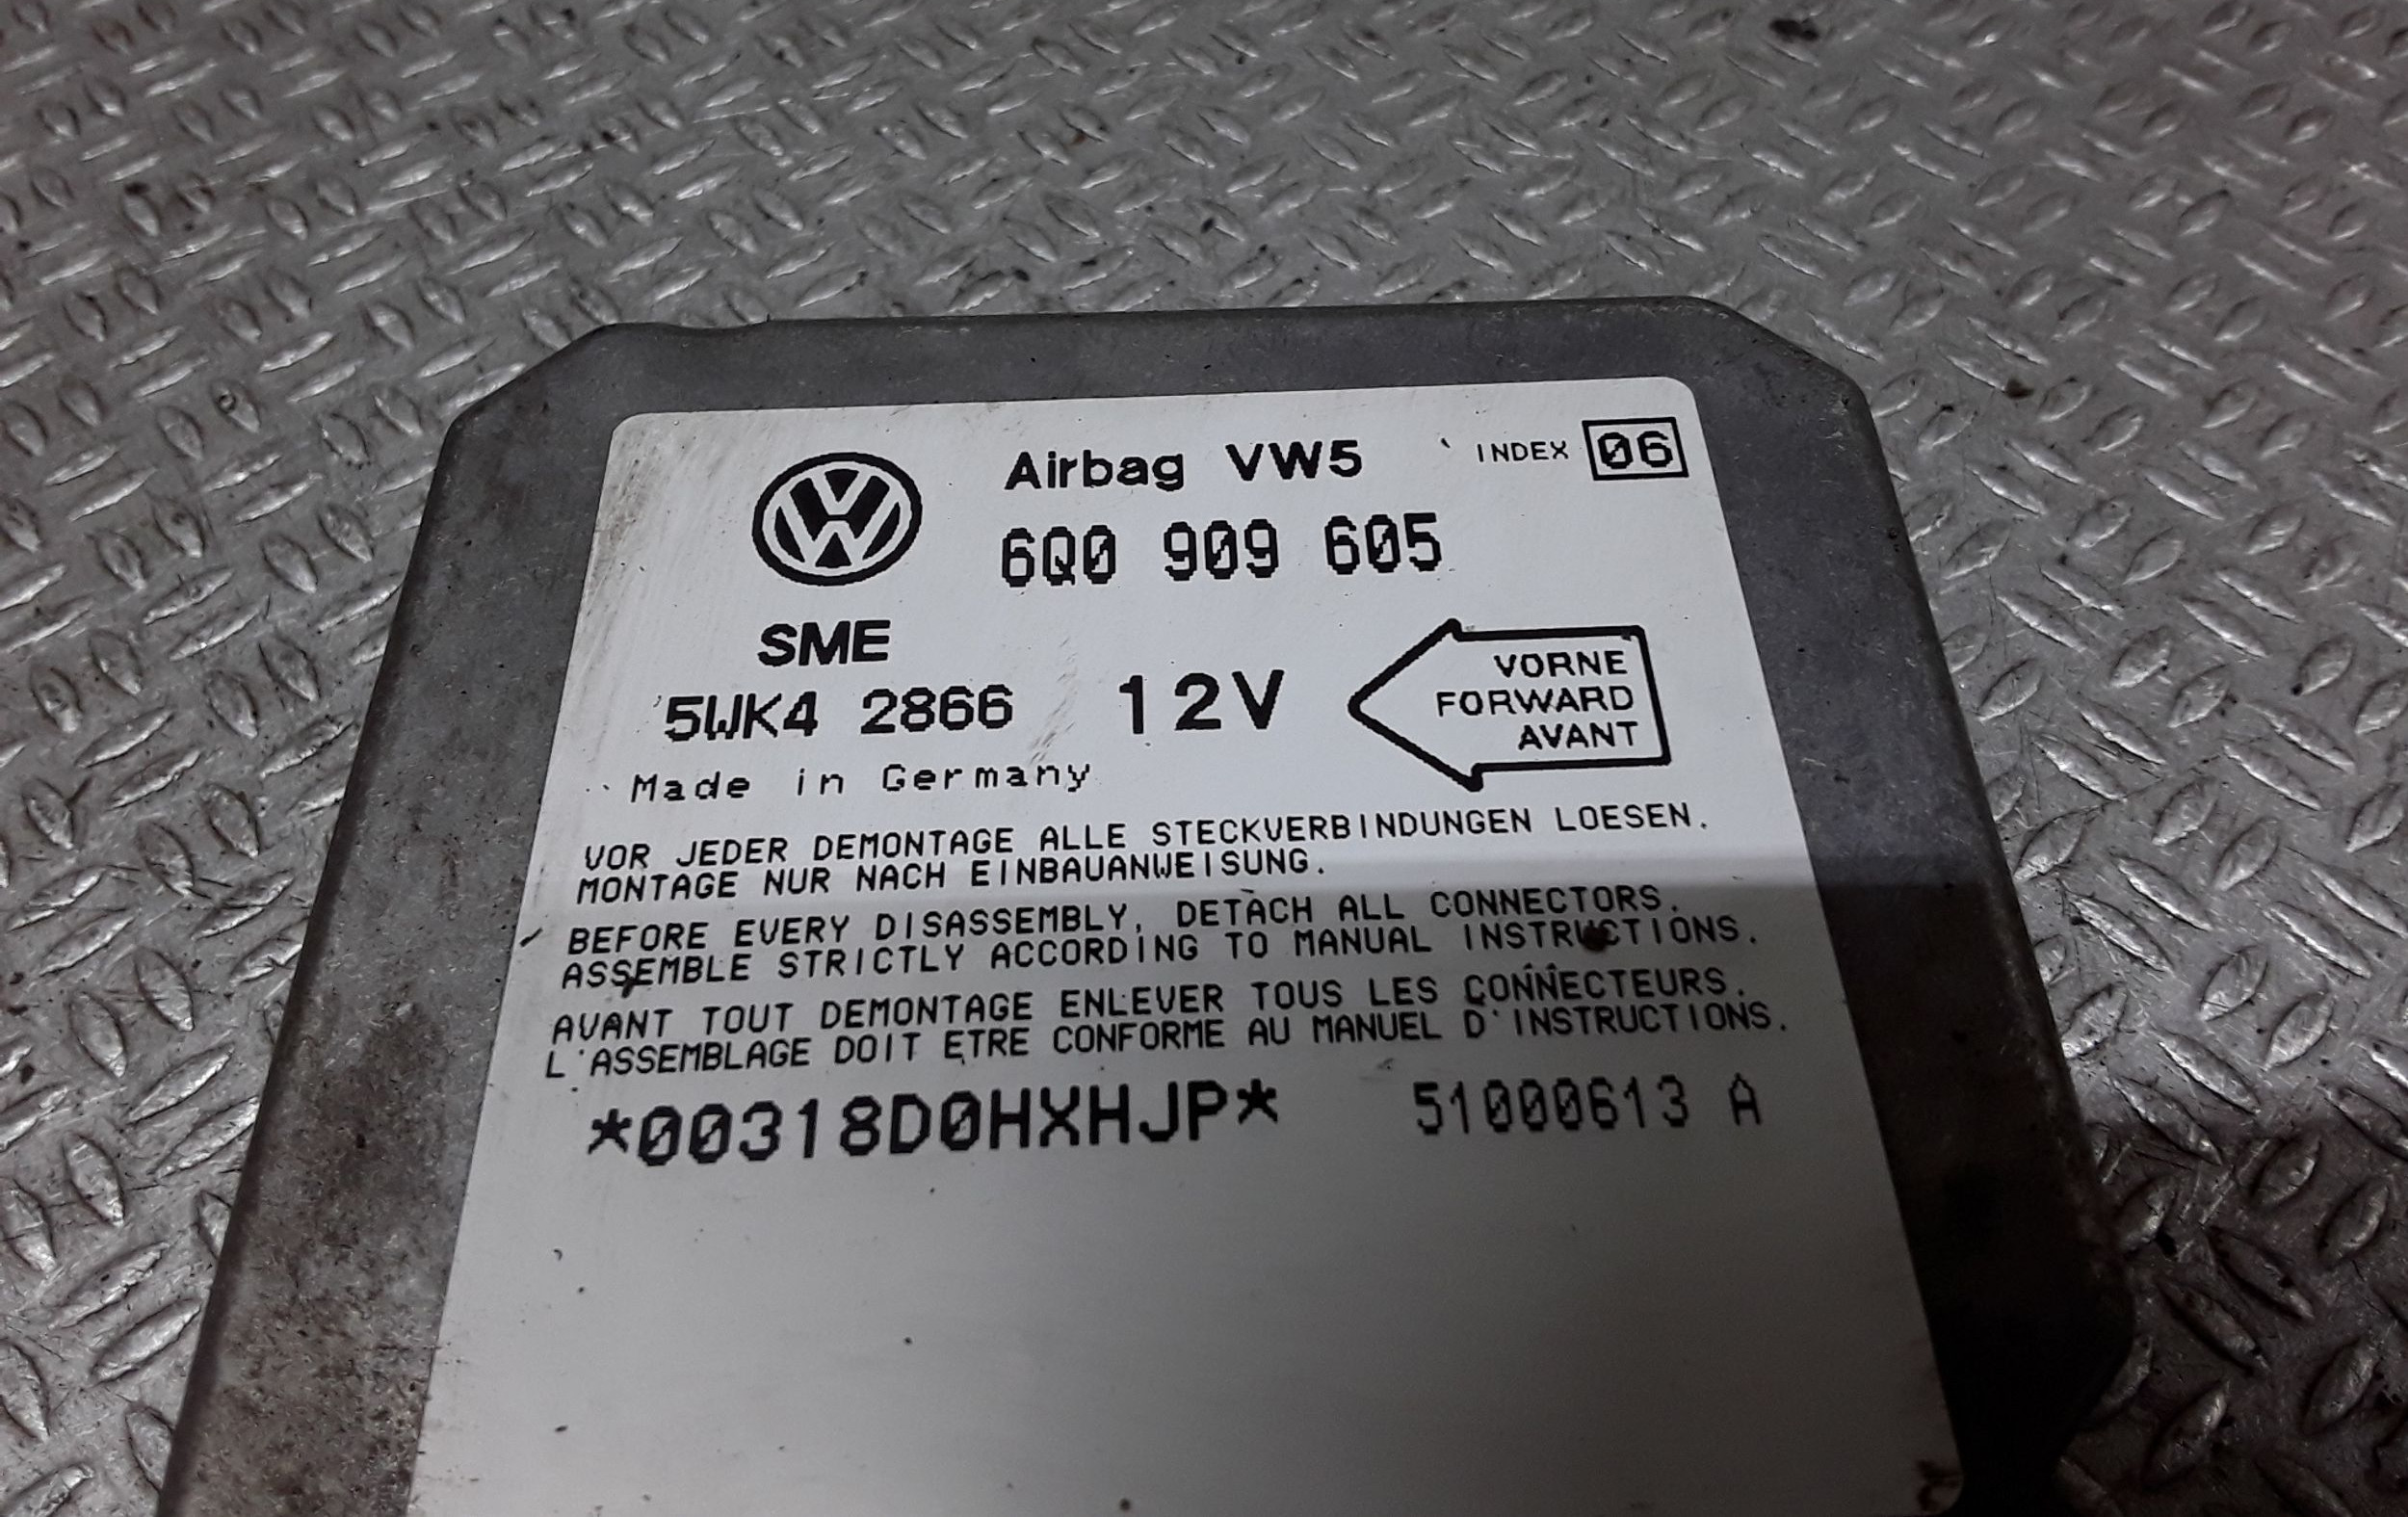 Airbag VW5 INDEX 06
6Q0 909 605
SME
5WK4 2866 12V
VORNE
FORWARD
AVANT
Made in Germany
VOR JEDER DEMONTAGE ALLE STECKVERBINDUNGEN LOESEN.
MONTAGE NUR NACH EINBAUANWEISUNG.
BEFORE EVERY DISASSEMBLY, DETACH ALL CONNECTORS.
ASSEMBLE STRICTLY ACCORDING TO MANUAL INSTRUCTIONS.
AVANT TOUT DEMONTAGE ENLEVER TOUS LES CONNECTEURS.
L'ASSEMBLAGE DOIT ETRE CONFORME AU MANUEL D'INSTRUCTIONS.
*00318D0HXHJP* 51000613 A